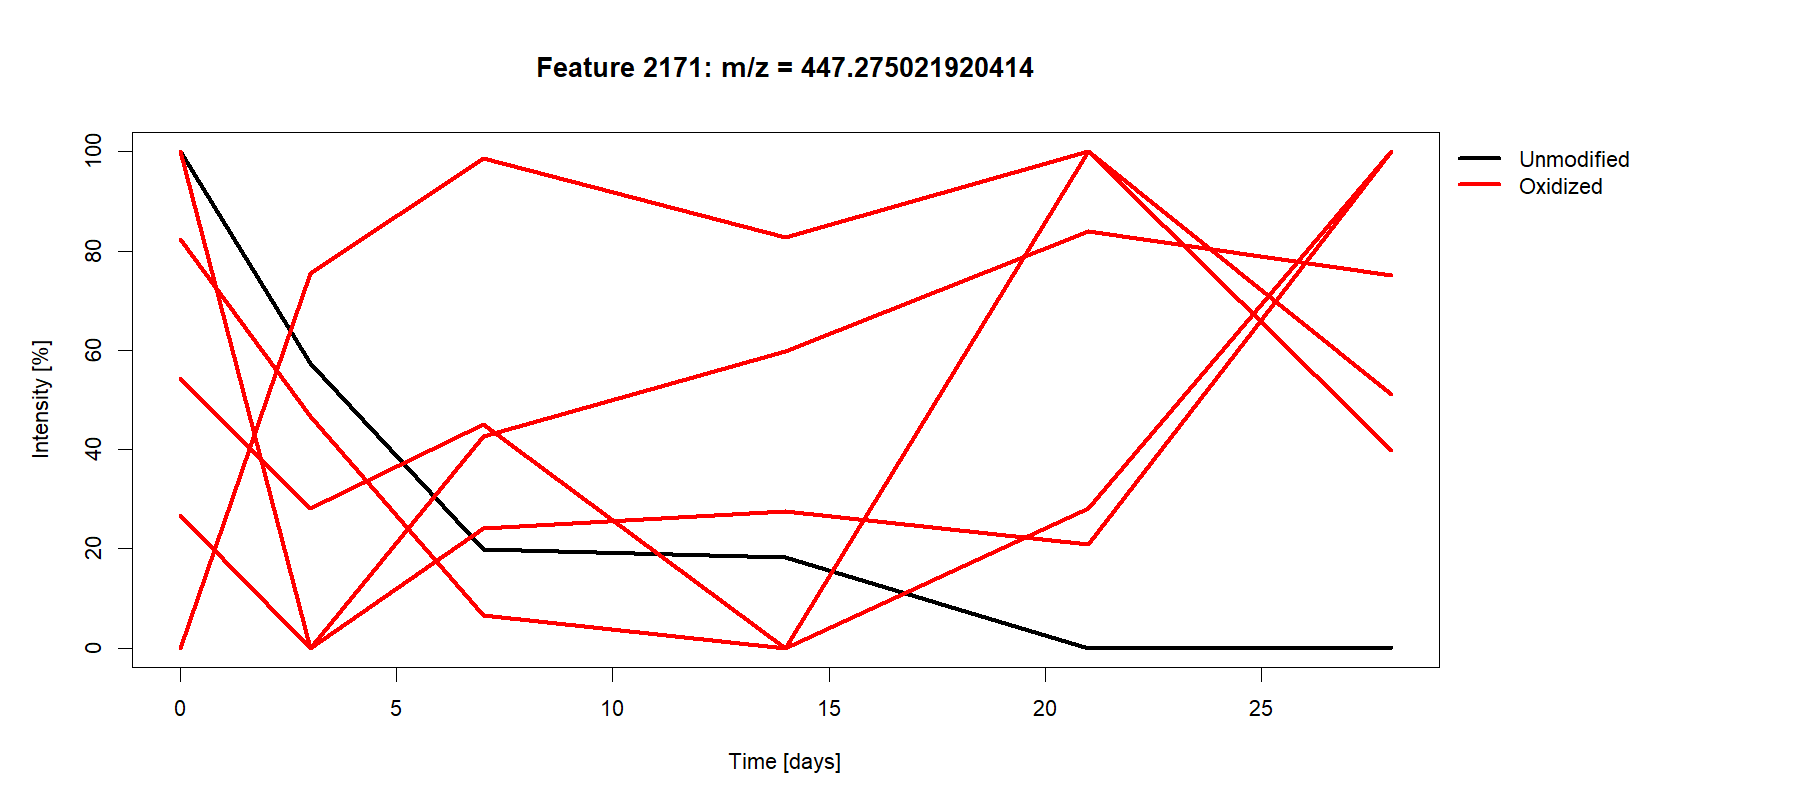 Feature 2171: m/z = 447.275021920414
Unmodified
Oxidized
Intensity [%]
100
80
60
40
20
0
0 5 10 15 20 25
Time [days]